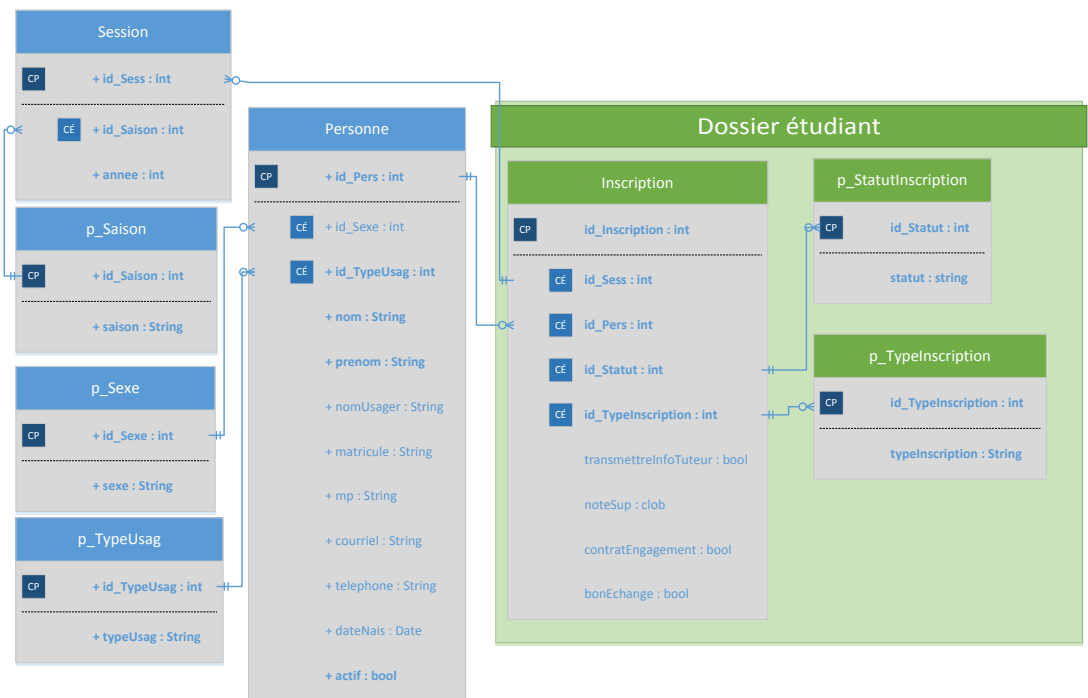 Session
CP + id_Sess : int
CÉ + id_Saison : int
+ annee : int
p_Saison
CP + id_Saison : int
+ saison : String
p_Sexe
CP + id_Sexe : int
+ sexe : String
p_TypeUsag
CP + id_TypeUsag : int
+ typeUsag : String
Personne
CP + id_Pers : int
CÉ + id_Sexe : int
CÉ + id_TypeUsag : int
+ nom : String
+ prenom : String
+ nomUsager : String
+ matricule : String
+ mp : String
+ courriel : String
+ telephone : String
+ dateNais : Date
+ actif : bool
Dossier étudiant
Inscription
CP id_Inscription : int
CÉ id_Sess : int
CÉ id_Pers : int
CÉ id_Statut : int
CÉ id_TypeInscription : int
transmettreInfoTuteur : bool
noteSup : clob
contratEngagement : bool
bonEchange : bool
p_StatutInscription
CP id_Statut : int
statut : string
p_TypeInscription
CP id_TypeInscription : int
typeInscription : String